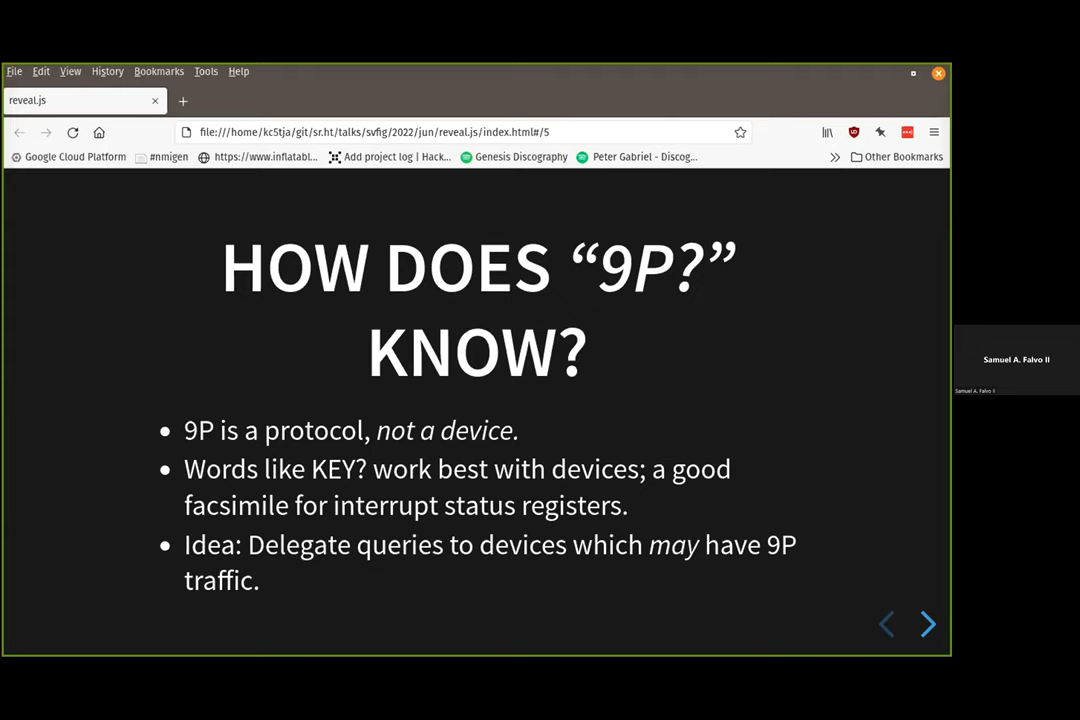 File Edit View History Bookmarks Tools Help
reveal.js
file:///home/kc5tja/git/sr.ht/talks/svfig/2022/jun/reveal.js/index.html#/5
Google Cloud Platform #nmigen https://www.inflatabl... Add project log | Hack... Genesis Discography Peter Gabriel - Discog... Other Bookmarks
HOW DOES “9P?”
KNOW?
• 9P is a protocol, not a device.
• Words like KEY? work best with devices; a good
facsimile for interrupt status registers.
• Idea: Delegate queries to devices which may have 9P
traffic.
Samuel A. Falvo II
Samuel A. Falvo II